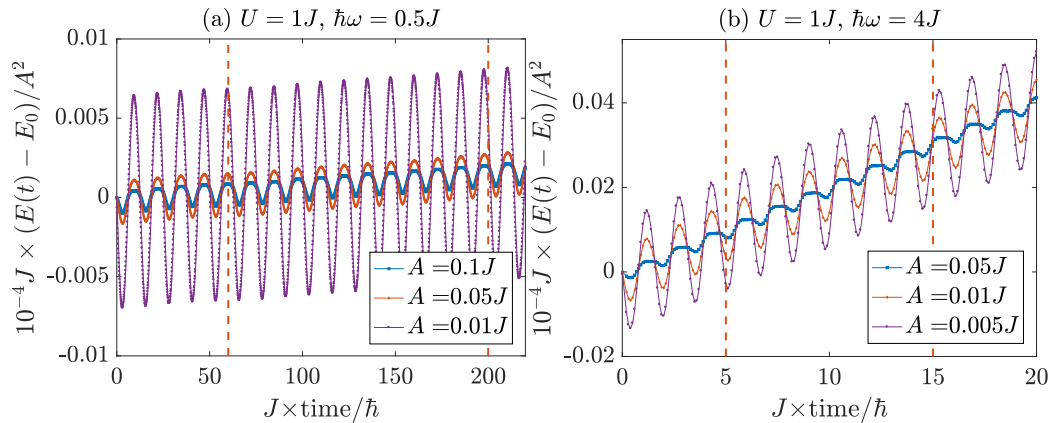 (a) U = 1J, ℏω = 0.5J
10⁻⁴J × (E(t) − E₀)/A²
0.01
0.005
0
-0.005
-0.01
0
50
100
150
200
J×time/ℏ
A =0.1J
A =0.05J
A =0.01J
(b) U = 1J, ℏω = 4J
10⁻⁴J × (E(t) − E₀)/A²
0.04
0.02
0
-0.02
0
5
10
15
20
J×time/ℏ
A =0.05J
A =0.01J
A =0.005J